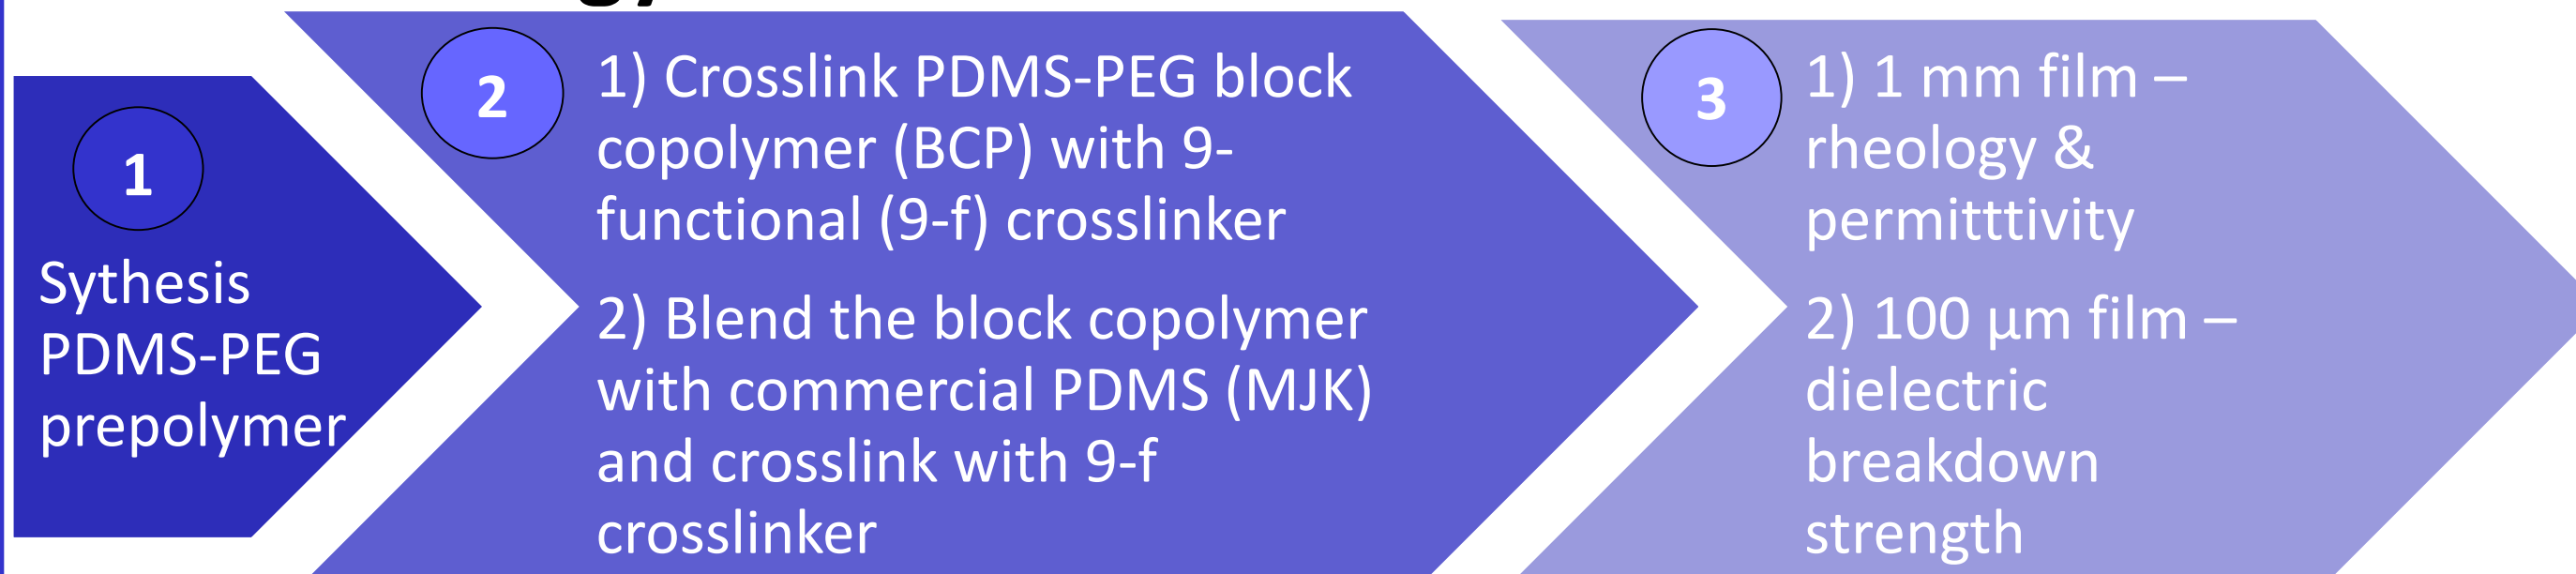 1
Sythesis
PDMS-PEG
prepolymer
2
1) Crosslink PDMS-PEG block
copolymer (BCP) with 9-
functional (9-f) crosslinker
2) Blend the block copolymer
with commercial PDMS (MJK)
and crosslink with 9-f
crosslinker
3
1) 1 mm film –
rheology &
permitttivity
2) 100 µm film –
dielectric
breakdown
strength